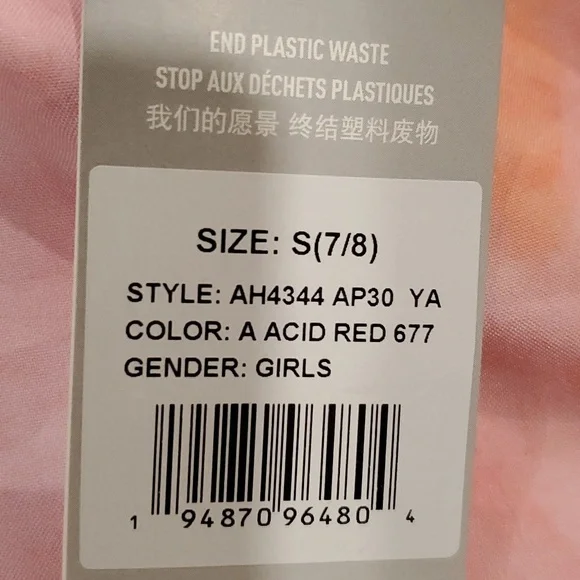 END PLASTIC WASTE
STOP AUX DÉCHETS PLASTIQUES
我们的愿景 终结塑料废物
SIZE: S(7/8)
STYLE: AH4344 AP30 YA
COLOR: A ACID RED 677
GENDER: GIRLS
1 94870 96480 4